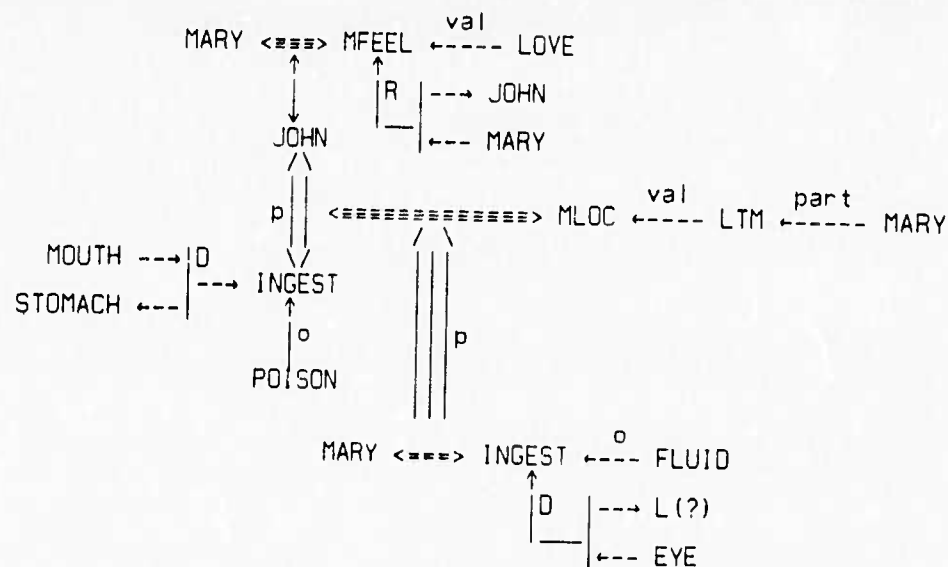 val
MARY <≡≡≡> MFEEL ←----- LOVE
R ---→ JOHN
JOHN ←--- MARY
val part
p <≡≡≡≡≡≡≡≡≡≡≡≡≡> MLOC ←----- LTM ←----- MARY
MOUTH ---→ D
---→ INGEST
STOMACH ←---
o p
POISON
o
MARY <≡≡≡> INGEST ←---- FLUID
D ---→ L(?)
←--- EYE